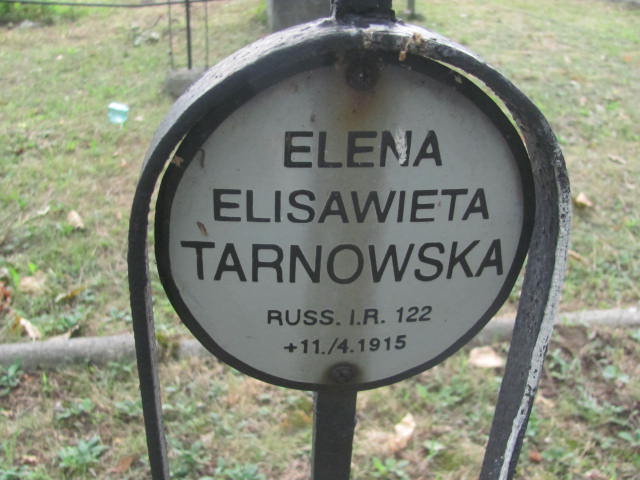 ELENA
ELISAWIETA
TARNOWSKA
RUSS. I.R. 122
+11./4.1915